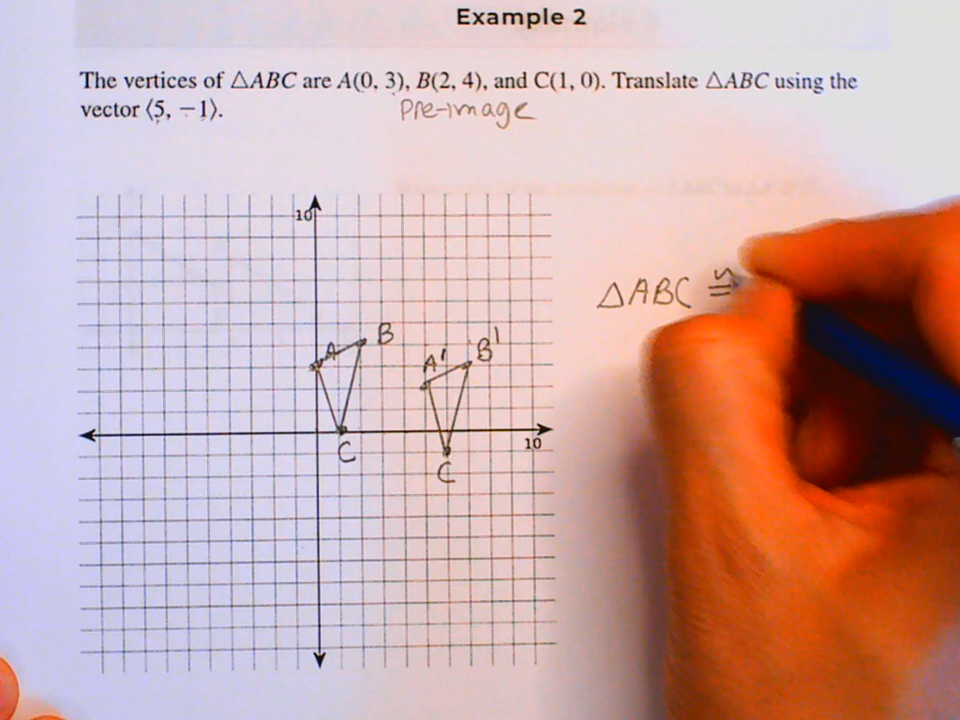 Example 2
The vertices of △ABC are A(0, 3), B(2, 4), and C(1, 0). Translate △ABC using the
vector ⟨5, −1⟩.
Pre-image
10
△ABC ≅
A
B
A'
B'
10
C
C